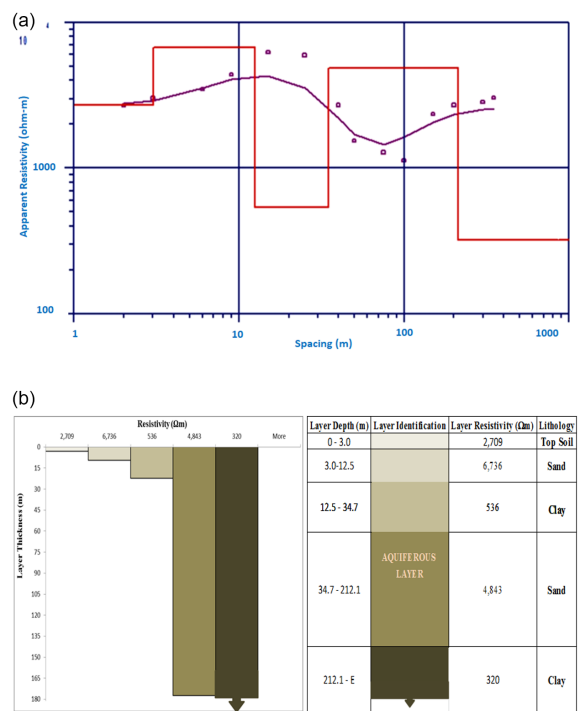 (a)
10
1000
100
Apparent Resistivity (ohm-m)
1 10 100 1000
Spacing (m)
(b)
Resistivity (Ωm)
2,709 6,736 536 4,843 320 More
0
15
30
45
60
75
90
105
120
135
150
165
180
Layer Thickness (m)
Layer Depth (m) Layer Identification Layer Resistivity (Ωm) Lithology
0 - 3.0 2,709 Top Soil
3.0-12.5 6,736 Sand
12.5 - 34.7 536 Clay
AQUIFEROUS
LAYER
34.7 - 212.1 4,843 Sand
212.1 - E 320 Clay